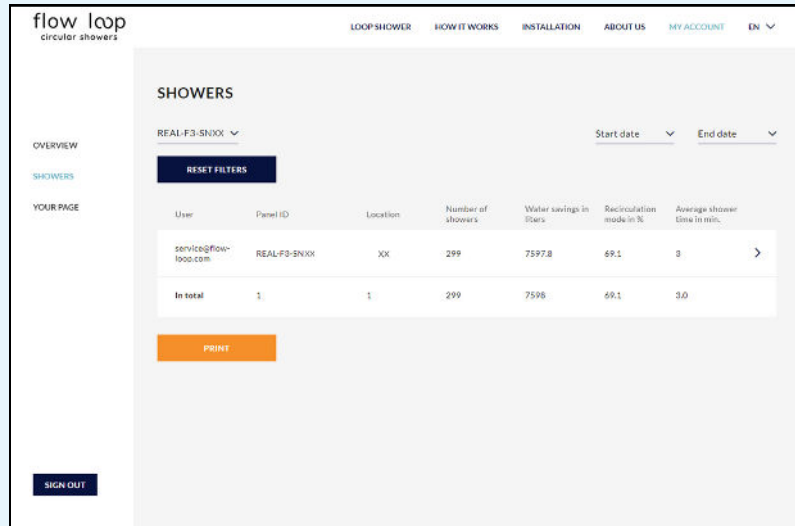 flow loop
circular showers
LOOP SHOWER HOW IT WORKS INSTALLATION ABOUT US MY ACCOUNT EN
OVERVIEW
SHOWERS
YOUR PAGE
SIGN OUT
SHOWERS
REAL-F3-SNXX Start date End date
RESET FILTERS
User Panel ID Location Number of showers Water savings in liters Recirculation mode in % Average shower time in min.
service@flow-loop.com REAL-F3-SNXX XX 299 7597.8 69.1 3
In total 1 1 299 7598 69.1 3.0
PRINT